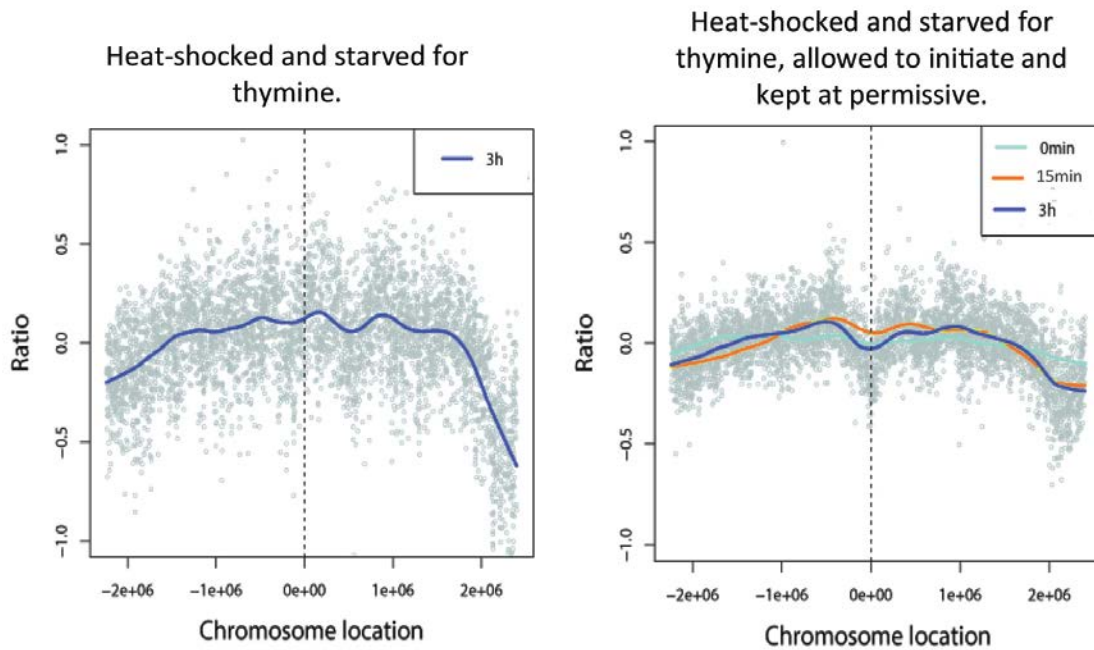 Heat-shocked and starved for
thymine.
3h
1.0
0.5
0.0
-0.5
-1.0
Ratio
-2e+06 -1e+06 0e+00 1e+06 2e+06
Chromosome location
Heat-shocked and starved for
thymine, allowed to initiate and
kept at permissive.
0min
15min
3h
1.0
0.5
0.0
-0.5
-1.0
Ratio
-2e+06 -1e+06 0e+00 1e+06 2e+06
Chromosome location